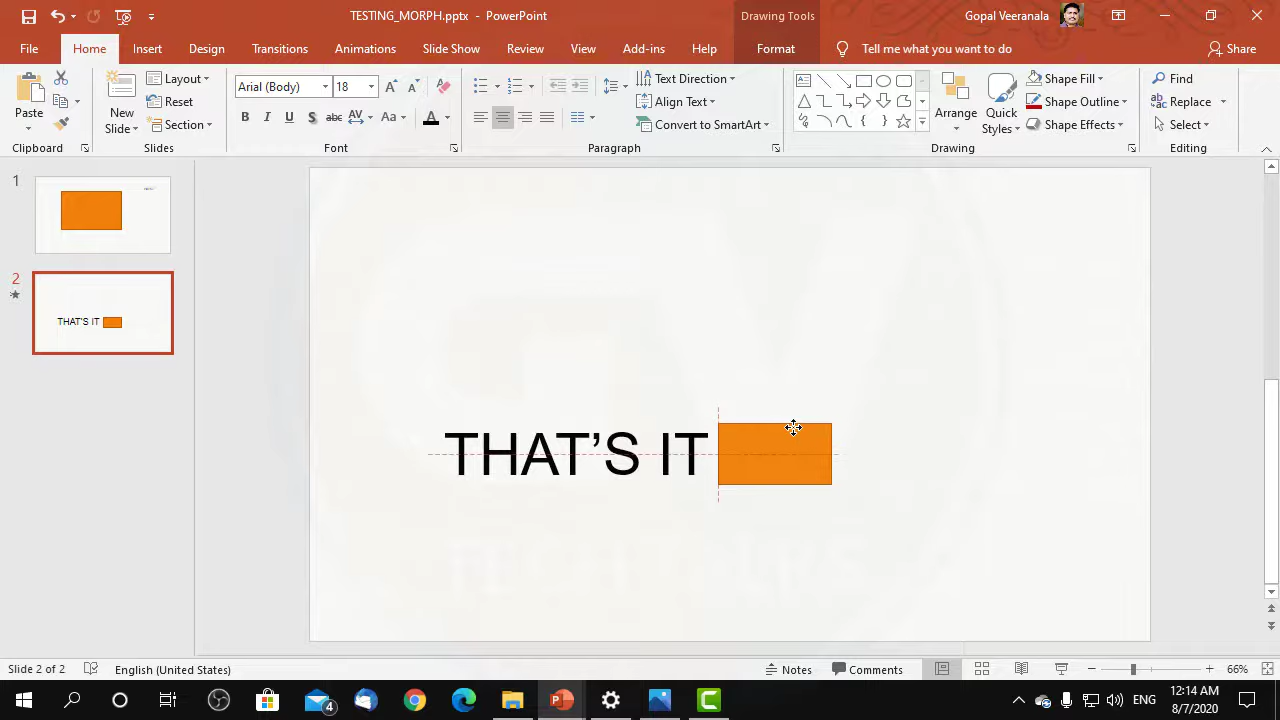 TESTING_MORPH.pptx - PowerPoint
Drawing Tools
Gopal Veeranala
File Home Insert Design Transitions Animations Slide Show Review View Add-ins Help Format Tell me what you want to do Share
Paste
New Slide
Layout
Reset
Section
Arial (Body) 18
B I U S abc AV Aa A
Text Direction
Align Text
Convert to SmartArt
Arrange
Quick Styles
Shape Fill
Shape Outline
Shape Effects
Find
Replace
Select
Clipboard Slides Font Paragraph Drawing Editing
1
2
THAT'S IT
THAT’S IT
Slide 2 of 2 English (United States) Notes Comments 66%
4
ENG
12:14 AM
8/7/2020